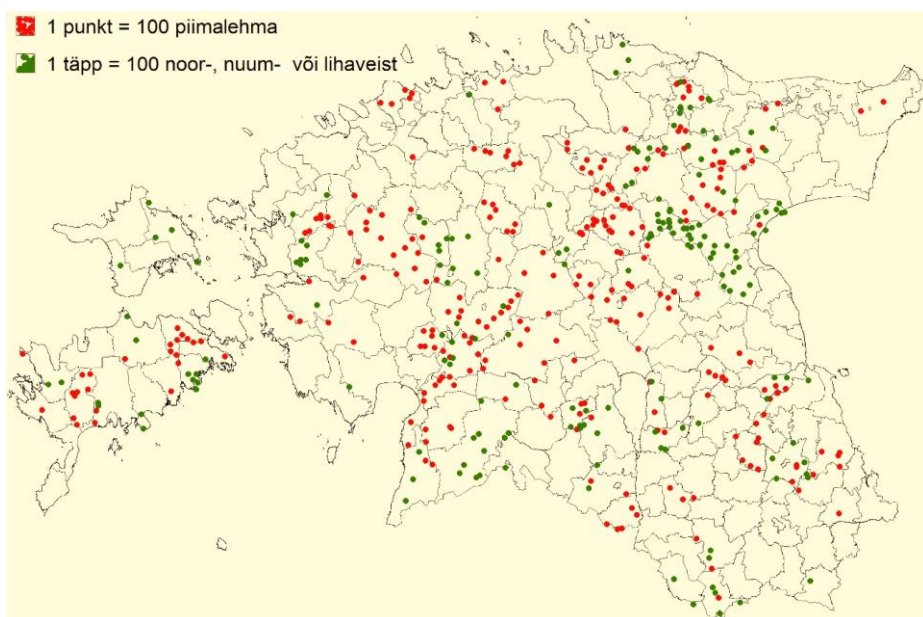 1 punkt = 100 piimalehma
1 täpp = 100 noor-, nuum- või lihaveist